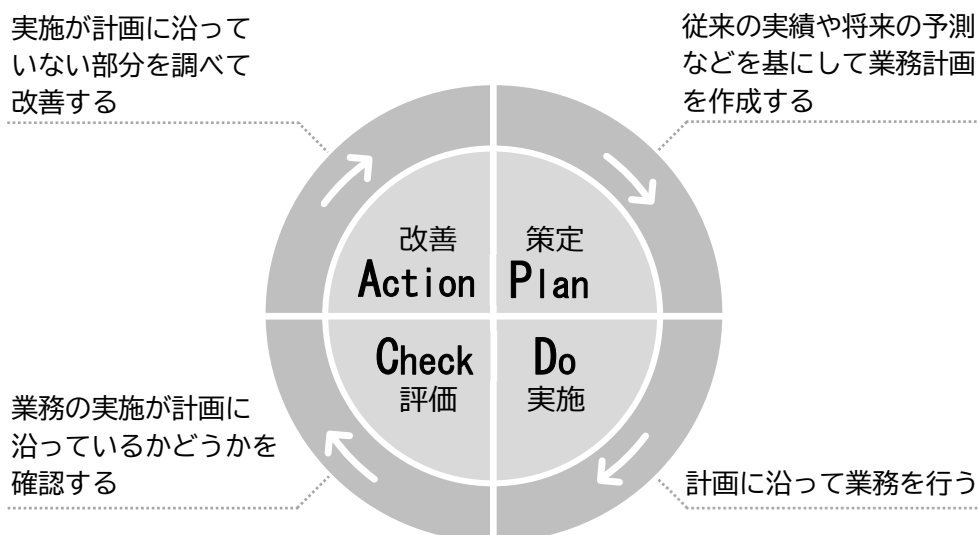 実施が計画に沿って
いない部分を調べて
改善する
従来の実績や将来の予測
などを基にして業務計画
を作成する
改善
Action
策定
Plan
Check
評価
Do
実施
業務の実施が計画に
沿っているかどうかを
確認する
計画に沿って業務を行う